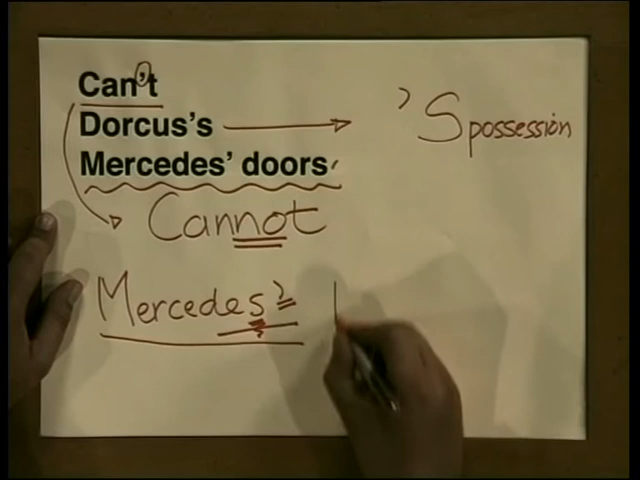 Can't
Dorcus's 's possession
Mercedes' doors
Cannot
Mercedes'